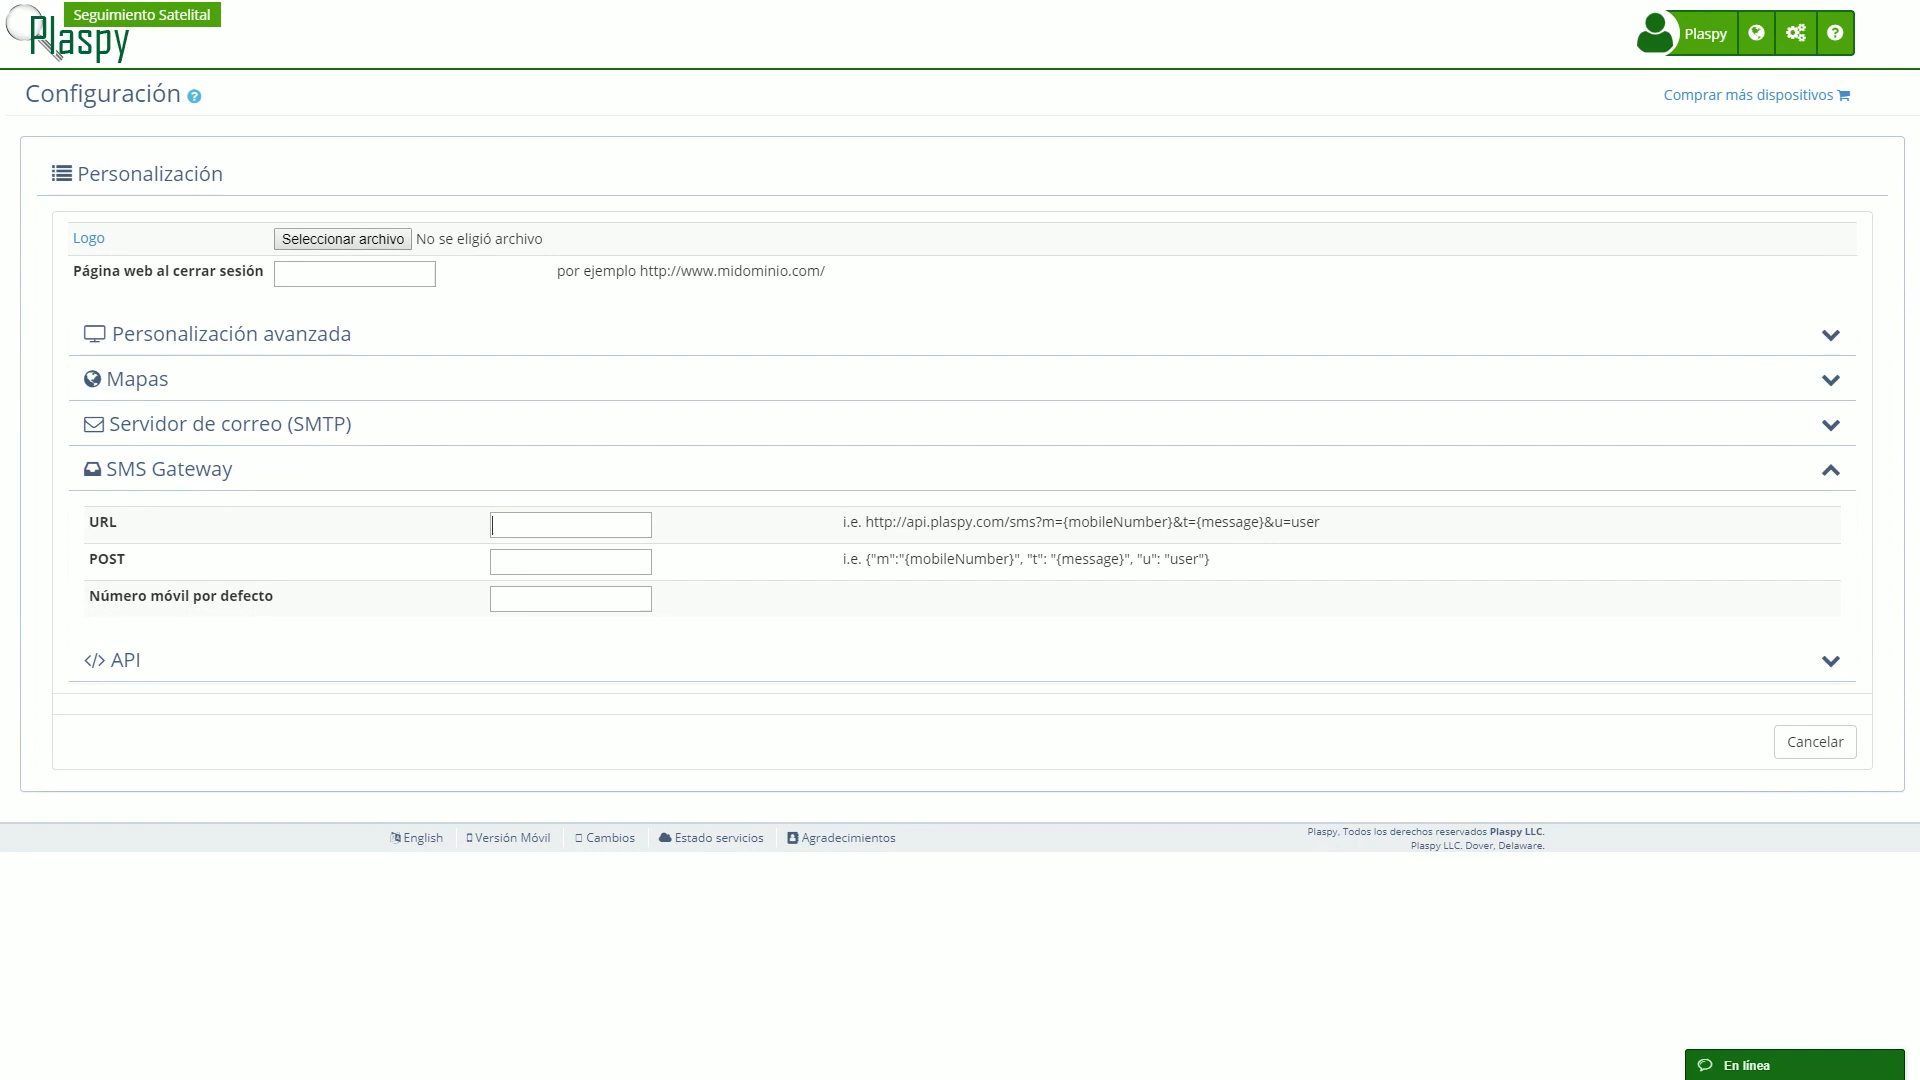 Seguimiento Satelital
Plaspy
Plaspy
Configuración
Comprar más dispositivos
Personalización
Logo
Seleccionar archivo No se eligió archivo
Página web al cerrar sesión
por ejemplo http://www.midominio.com/
Personalización avanzada
Mapas
Servidor de correo (SMTP)
SMS Gateway
URL
i.e. http://api.plaspy.com/sms?m={mobileNumber}&t={message}&u=user
POST
i.e. {"m":"{mobileNumber}", "t": "{message}", "u": "user"}
Número móvil por defecto
</> API
Cancelar
English
Versión Móvil
Cambios
Estado servicios
Agradecimientos
Plaspy, Todos los derechos reservados Plaspy LLC.
Plaspy LLC. Dover, Delaware.
En línea